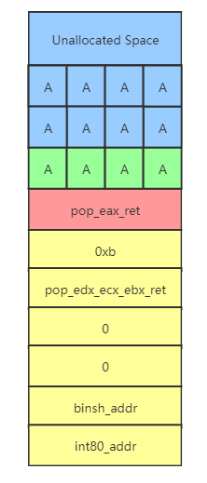 Unallocated Space
A A A A
A A A A
A A A A
pop_eax_ret
0xb
pop_edx_ecx_ebx_ret
0
0
binsh_addr
int80_addr